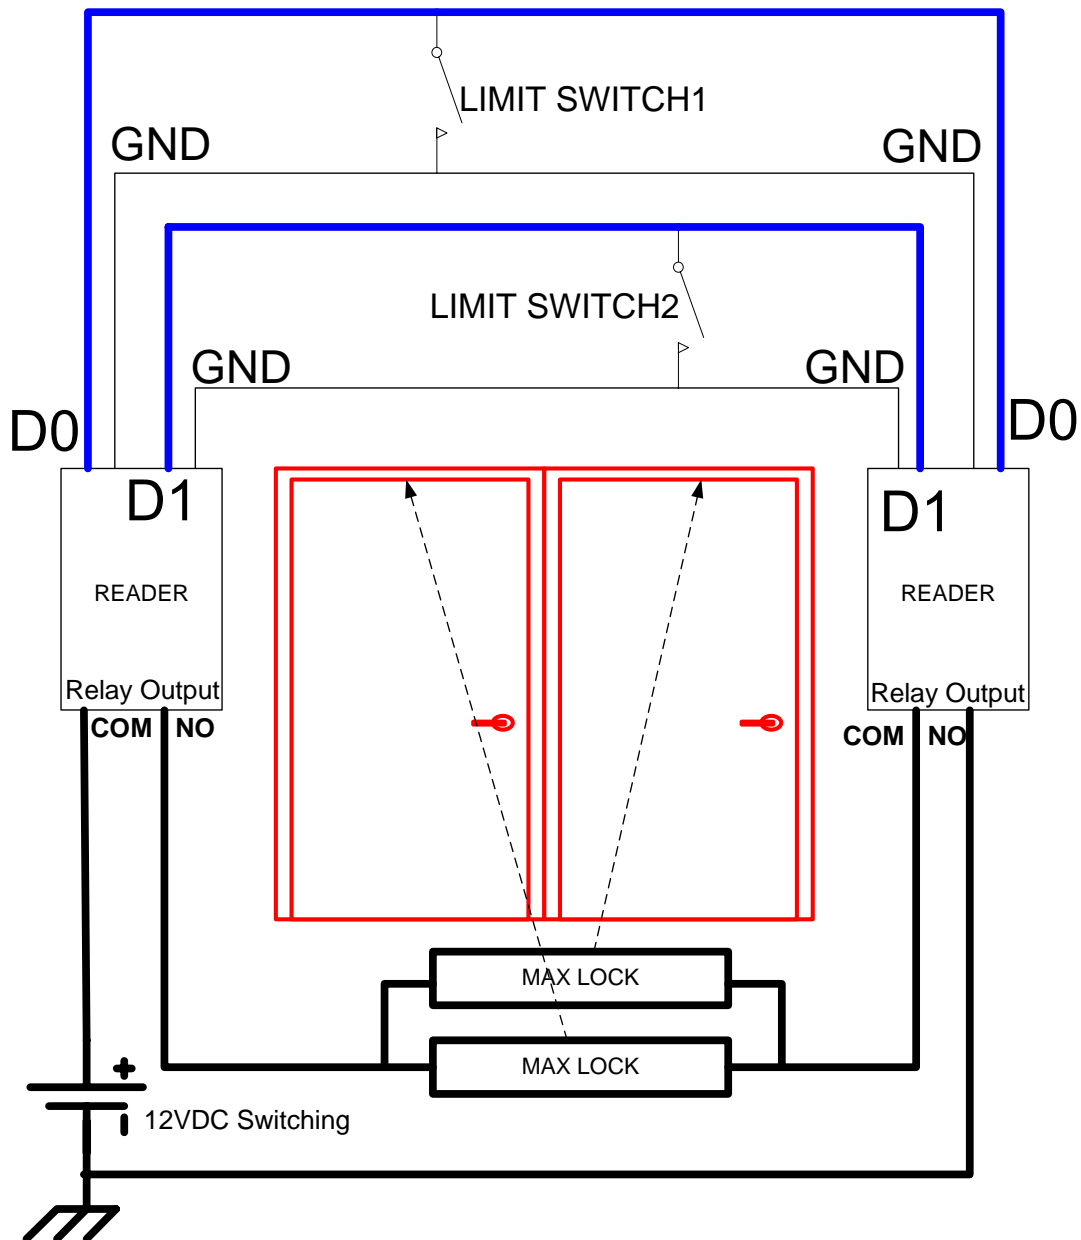 LIMIT SWITCH1
GND
GND
LIMIT SWITCH2
GND
GND
D0
D0
D1
D1
READER
READER
Relay Output
Relay Output
COM NO
COM NO
MAX LOCK
MAX LOCK
+
12VDC Switching
-